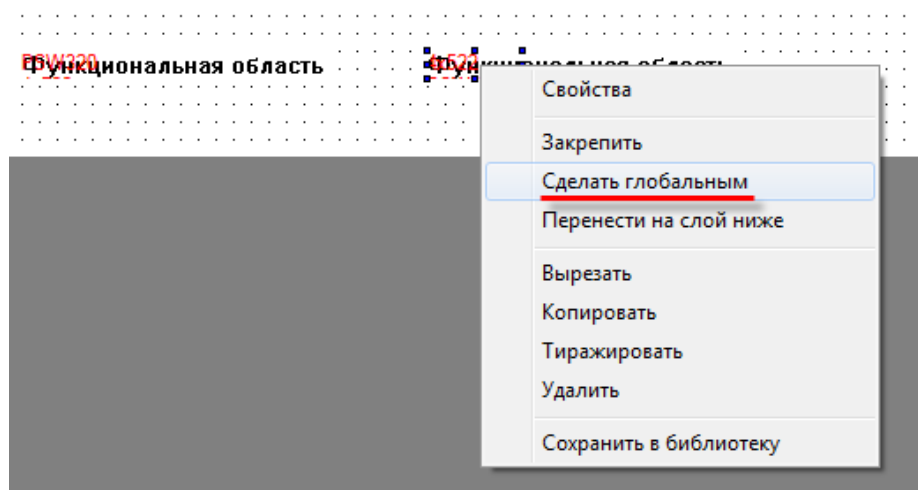 Функциональная область
Свойства
Закрепить
Сделать глобальным
Перенести на слой ниже
Вырезать
Копировать
Тиражировать
Удалить
Сохранить в библиотеку